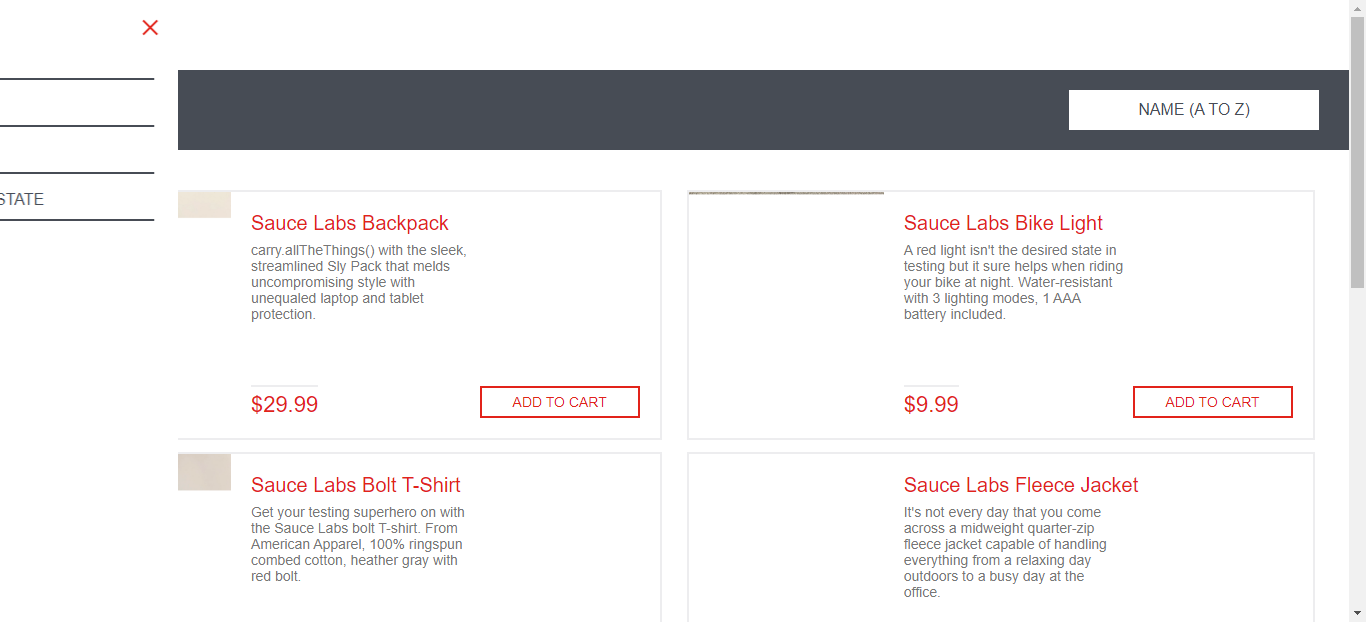 NAME (A TO Z)
STATE
Sauce Labs Backpack
carry.allTheThings() with the sleek,
streamlined Sly Pack that melds
uncompromising style with
unequaled laptop and tablet
protection.
$29.99
ADD TO CART
Sauce Labs Bike Light
A red light isn't the desired state in
testing but it sure helps when riding
your bike at night. Water-resistant
with 3 lighting modes, 1 AAA
battery included.
$9.99
ADD TO CART
Sauce Labs Bolt T-Shirt
Get your testing superhero on with
the Sauce Labs bolt T-shirt. From
American Apparel, 100% ringspun
combed cotton, heather gray with
red bolt.
Sauce Labs Fleece Jacket
It's not every day that you come
across a midweight quarter-zip
fleece jacket capable of handling
everything from a relaxing day
outdoors to a busy day at the
office.